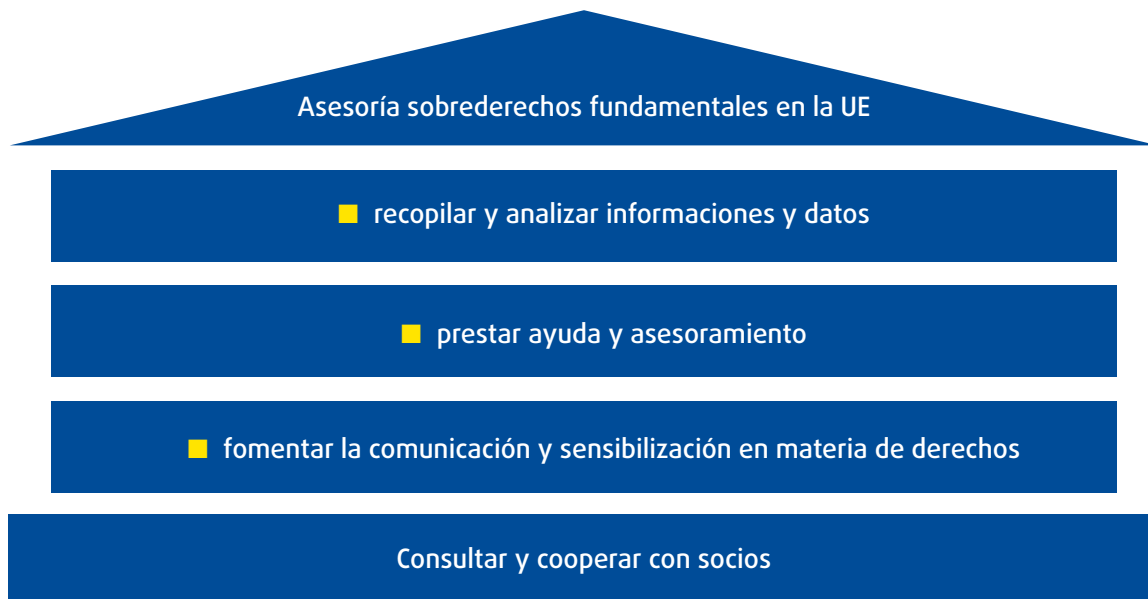 Asesoría sobrederechos fundamentales en la UE
recopilar y analizar informaciones y datos
prestar ayuda y asesoramiento
fomentar la comunicación y sensibilización en materia de derechos
Consultar y cooperar con socios